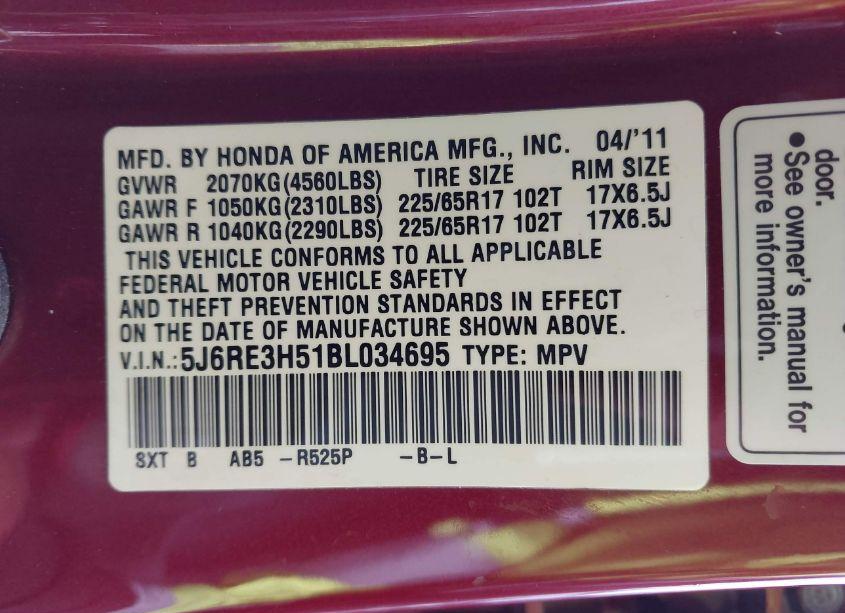 MFD. BY HONDA OF AMERICA MFG., INC. 04/'11
GVWR 2070KG(4560LBS) TIRE SIZE RIM SIZE
GAWR F 1050KG(2310LBS) 225/65R17 102T 17X6.5J
GAWR R 1040KG(2290LBS) 225/65R17 102T 17X6.5J
THIS VEHICLE CONFORMS TO ALL APPLICABLE
FEDERAL MOTOR VEHICLE SAFETY
AND THEFT PREVENTION STANDARDS IN EFFECT
ON THE DATE OF MANUFACTURE SHOWN ABOVE.
V.I.N.:5J6RE3H51BL034695 TYPE: MPV
SXT B AB5 -R525P -B-L
door.
●See owner's manual for
more information.